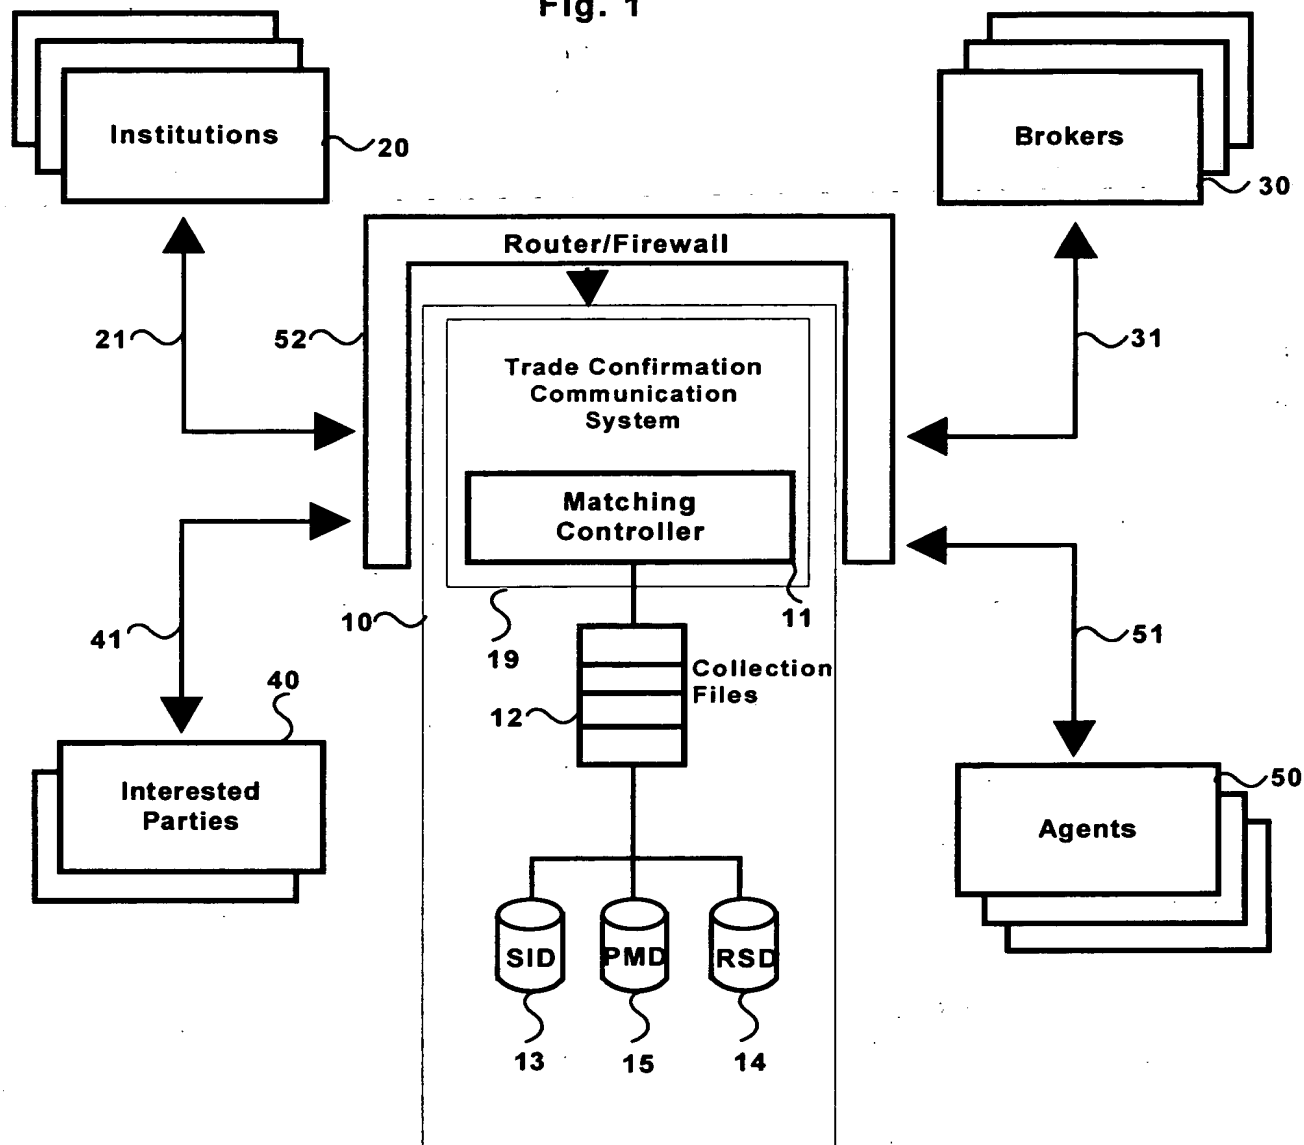 Fig. 1
Institutions
20
Brokers
30
Router/Firewall
21
52
31
Trade Confirmation
Communication
System
Matching
Controller
10
11
41
19
51
Collection
Files
12
40
50
Interested
Parties
Agents
SID
PMD
RSD
13
15
14